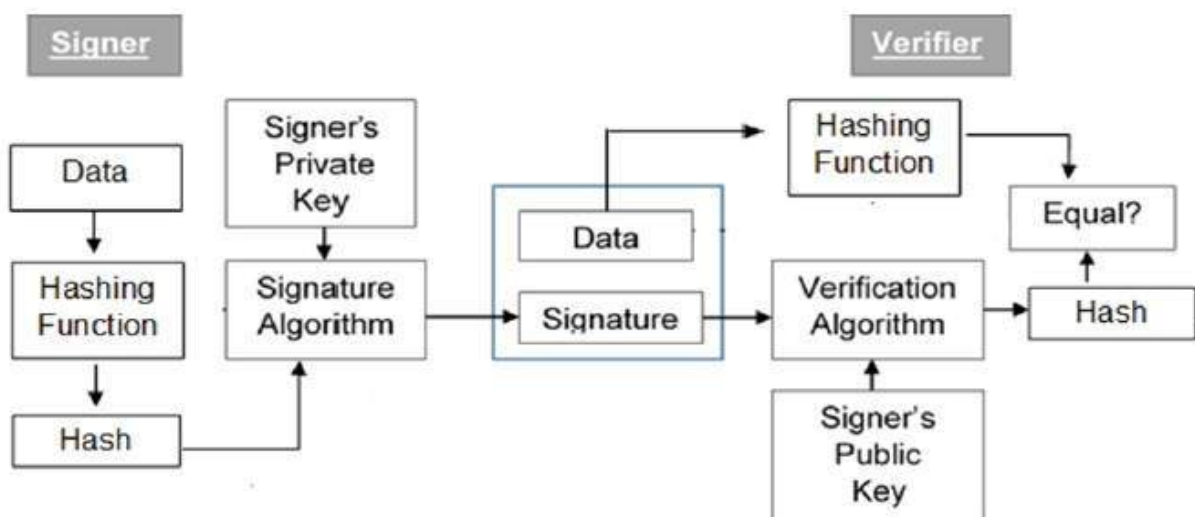 Signer
Verifier
Data
Hashing
Function
Hash
Signer's
Private
Key
Signature
Algorithm
Data
Signature
Hashing
Function
Verification
Algorithm
Signer's
Public
Key
Equal?
Hash